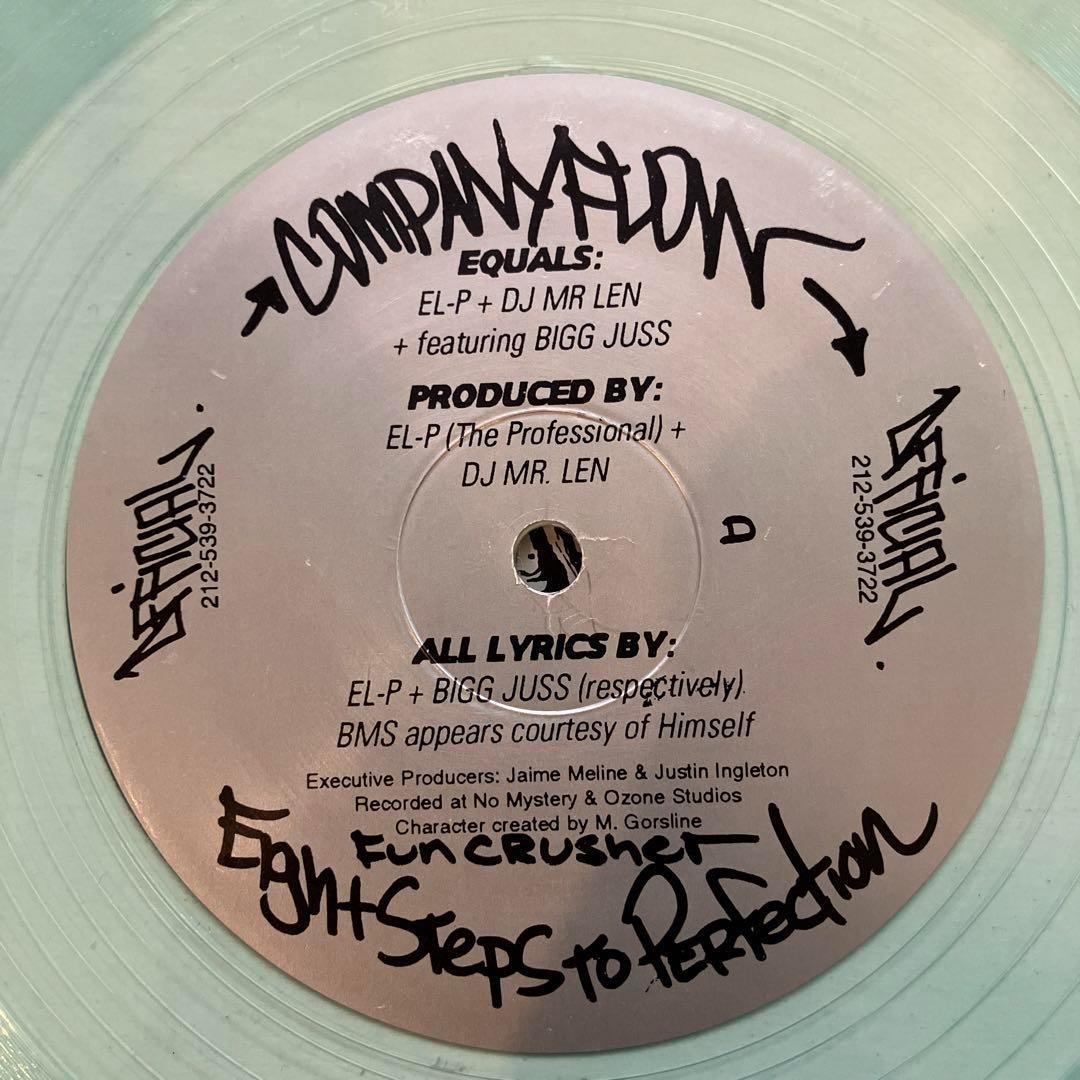 COMPANY FLOW
EQUALS:
EL-P + DJ MR LEN
+ featuring BIGG JUSS
PRODUCED BY:
EL-P (The Professional) +
DJ MR. LEN
OFFICIAL
212-539-3722
a
OFFICIAL
212-539-3722
ALL LYRICS BY:
EL-P + BIGG JUSS (respectively).
BMS appears courtesy of Himself
Executive Producers: Jaime Meline & Justin Ingleton
Recorded at No Mystery & Ozone Studios
Character created by M. Gorsline
Funcrusher
Eight Steps to Perfection